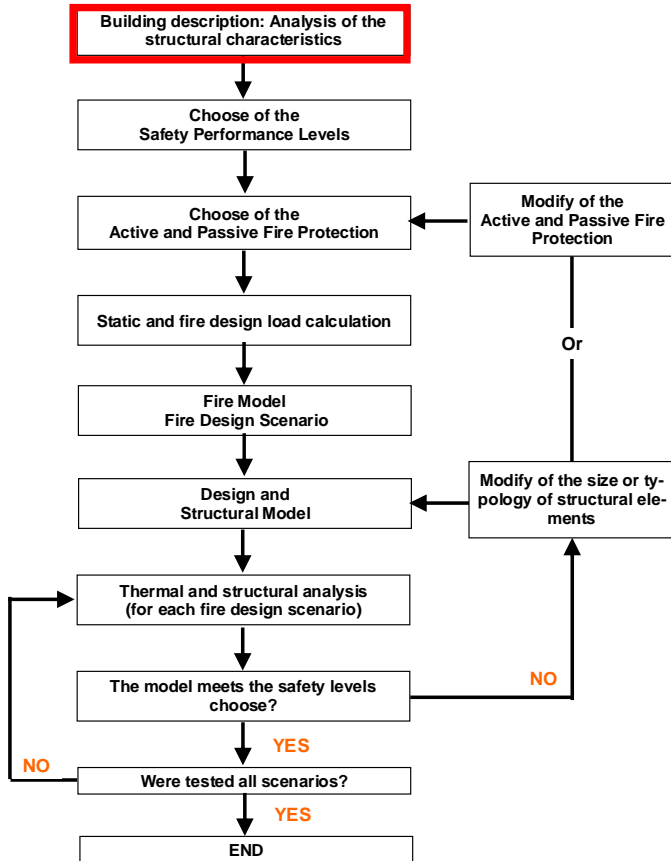 Building description: Analysis of the
structural characteristics
Choose of the
Safety Performance Levels
Choose of the
Active and Passive Fire Protection
Modify of the
Active and Passive Fire
Protection
Static and fire design load calculation
Or
Fire Model
Fire Design Scenario
Design and
Structural Model
Modify of the size or ty-
pology of structural ele-
ments
Thermal and structural analysis
(for each fire design scenario)
The model meets the safety levels
choose?
NO
YES
NO
Were tested all scenarios?
YES
END